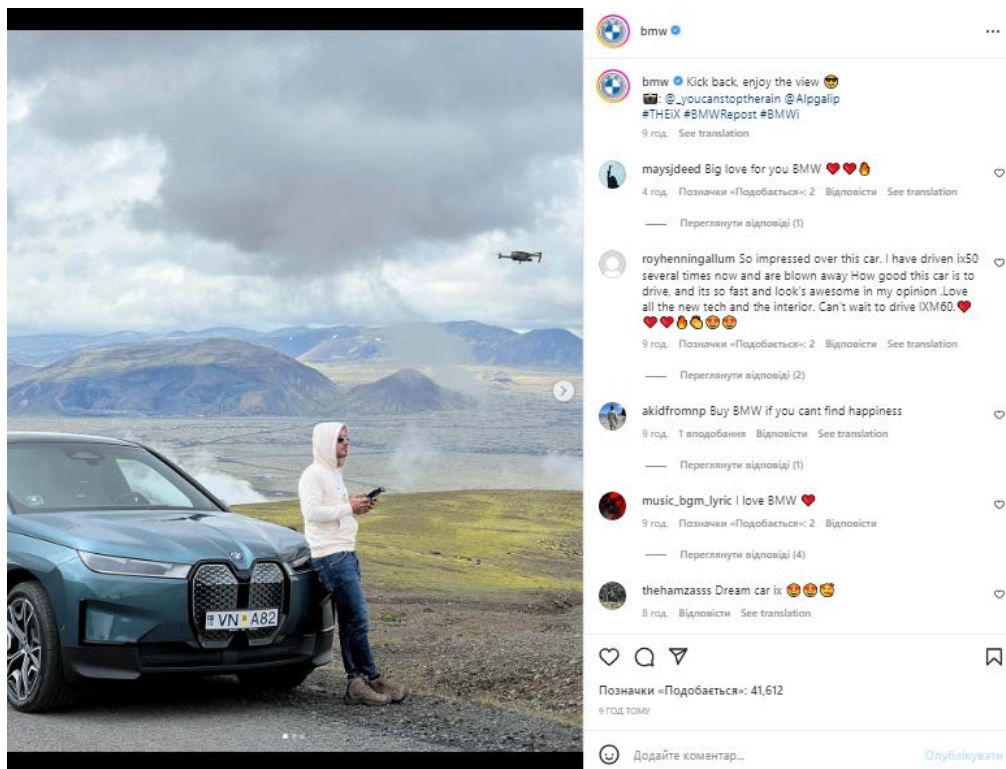 bmw
bmw Kick back, enjoy the view 😎
📸: @_youcanstoptherain @Alpgalip
#THEiX #BMWRepost #BMWi
9 год. See translation
maysjdeed Big love for you BMW ❤️❤️🔥
4 год. Позначки «Подобається»: 2 Відповісти See translation
Переглянути відповіді (1)
royhenningallum So impressed over this car. I have driven ix50
several times now and are blown away How good this car is to
drive, and its so fast and look's awesome in my opinion .Love
all the new tech and the interior. Can't wait to drive IXM60.❤️
❤️❤️🔥👏🤩🤩
9 год. Позначки «Подобається»: 2 Відповісти See translation
Переглянути відповіді (2)
akidfromnp Buy BMW if you cant find happiness
9 год. 1 вподобання Відповісти See translation
Переглянути відповіді (1)
music_bgm_lyric I love BMW ❤️
9 год. Позначки «Подобається»: 2 Відповісти
Переглянути відповіді (4)
thehamzasss Dream car ix 🤩🤩🥰
8 год. Відповісти See translation
VN A82
Позначки «Подобається»: 41,612
9 ГОД ТОМУ
Додайте коментар...
Опублікувати